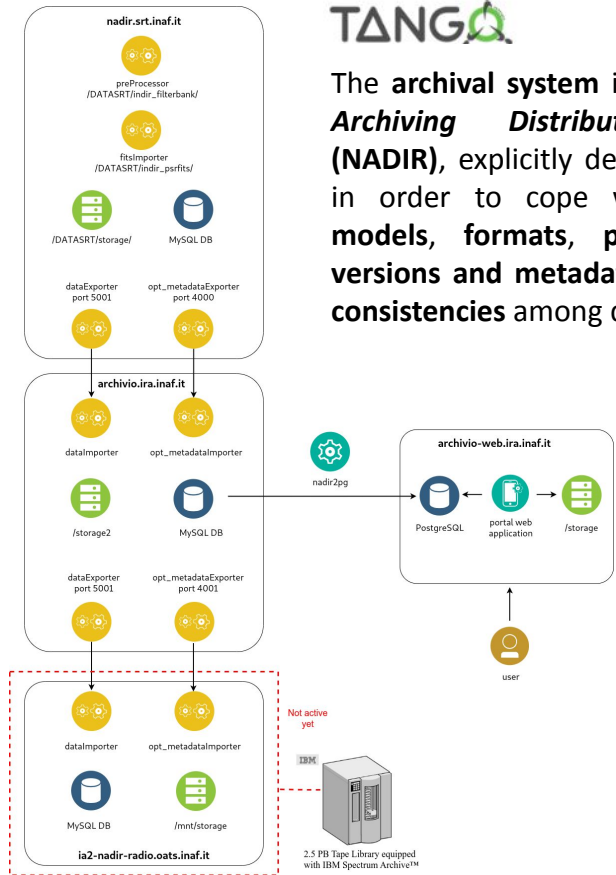 nadir.srt.inaf.it
preProcessor
/DATASRT/indir_filterbank/
fitsImporter
/DATASRT/indir_psrfits/
/DATASRT/storage/
MySQL DB
dataExporter
port 5001
opt_metadataExporter
port 4000
archivio.ira.inaf.it
dataImporter
opt_metadataImporter
/storage2
MySQL DB
dataExporter
port 5001
opt_metadataExporter
port 4001
dataImporter
opt_metadataImporter
MySQL DB
/mnt/storage
ia2-nadir-radio.oats.inaf.it
TANGO
The archival system i
Archiving Distribut
(NADIR), explicitly de
in order to cope
models, formats, p
versions and metada
consistencies among
nadir2pg
archivio-web.ira.inaf.it
PostgreSQL
portal web
application
/storage
user
Not active
yet
IBM
2.5 PB Tape Library equipped
with IBM Spectrum Archive™